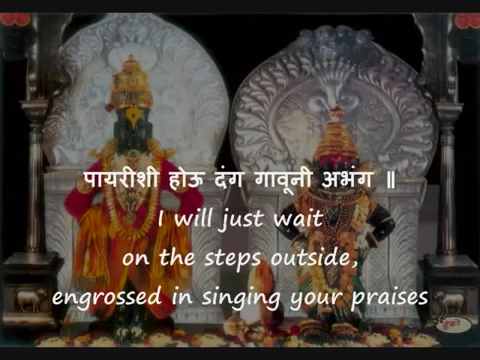 पायरीशी होऊ दंग गावूनी अभंग ॥
I will just wait
on the steps outside,
engrossed in singing your praises